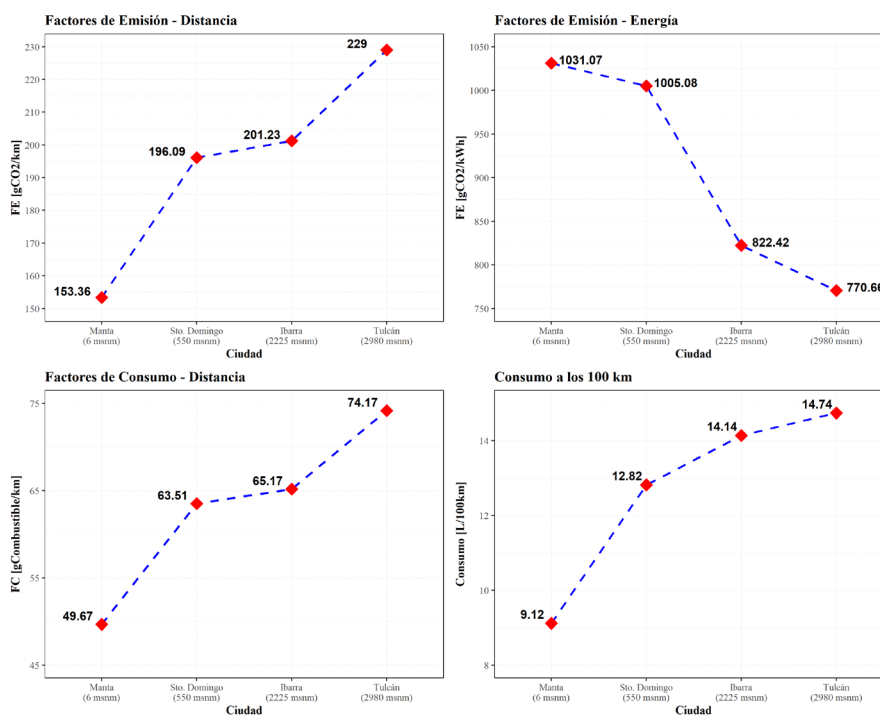 Factores de Emisión - Distancia
FE [gCO2/km]
230
220
210
200
190
180
170
160
150
153.36
196.09
201.23
229
Manta
(6 msnm)
Sto. Domingo
(550 msnm)
Ibarra
(2225 msnm)
Tulcán
(2980 msnm)
Ciudad
Factores de Emisión - Energía
FE [gCO2/kWh]
1050
1000
950
900
850
800
750
1031.07
1005.08
822.42
770.66
Manta
(6 msnm)
Sto. Domingo
(550 msnm)
Ibarra
(2225 msnm)
Tulcán
(2980 msnm)
Ciudad
Factores de Consumo - Distancia
FC [gCombustible/km]
75
65
55
45
49.67
63.51
65.17
74.17
Manta
(6 msnm)
Sto. Domingo
(550 msnm)
Ibarra
(2225 msnm)
Tulcán
(2980 msnm)
Ciudad
Consumo a los 100 km
Consumo [L/100km]
14
12
10
8
9.12
12.82
14.14
14.74
Manta
(6 msnm)
Sto. Domingo
(550 msnm)
Ibarra
(2225 msnm)
Tulcán
(2980 msnm)
Ciudad